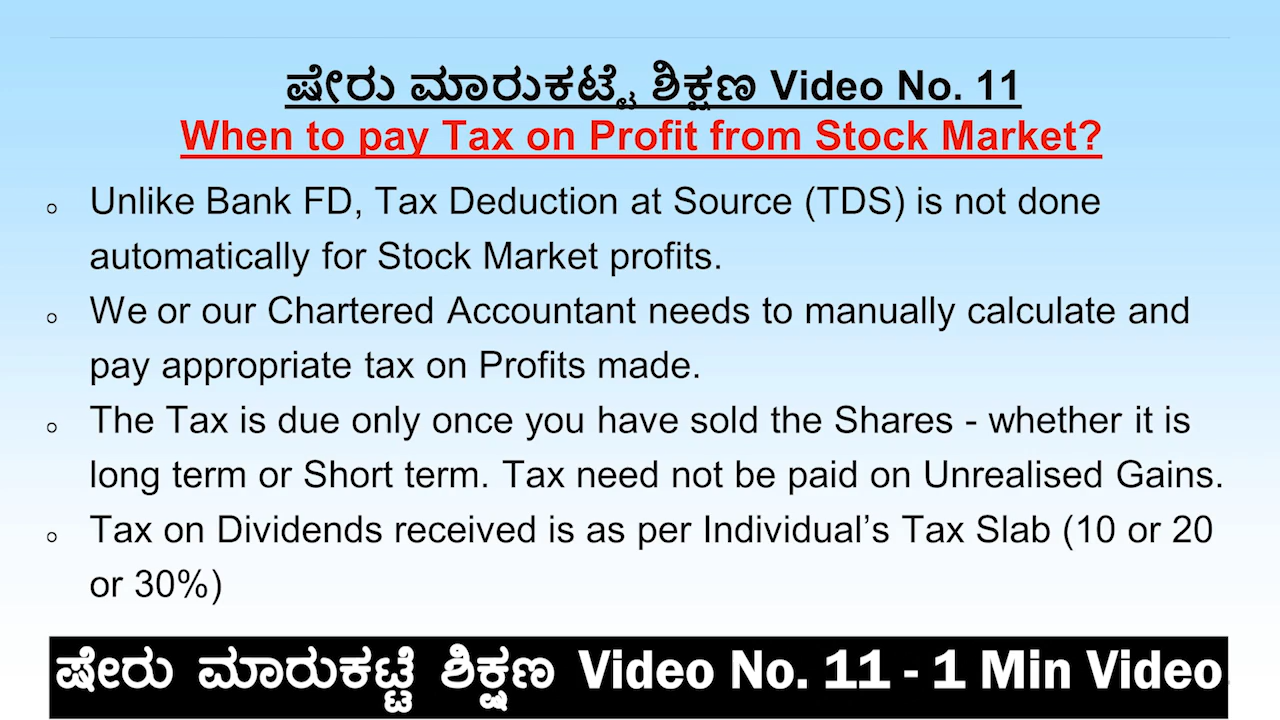 ಷೇರು ಮಾರುಕಟ್ಟೆ ಶಿಕ್ಷಣ Video No. 11
When to pay Tax on Profit from Stock Market?
o Unlike Bank FD, Tax Deduction at Source (TDS) is not done
automatically for Stock Market profits.
o We or our Chartered Accountant needs to manually calculate and
pay appropriate tax on Profits made.
o The Tax is due only once you have sold the Shares - whether it is
long term or Short term. Tax need not be paid on Unrealised Gains.
o Tax on Dividends received is as per Individual’s Tax Slab (10 or 20
or 30%)
ಷೇರು ಮಾರುಕಟ್ಟೆ ಶಿಕ್ಷಣ Video No. 11 - 1 Min Video